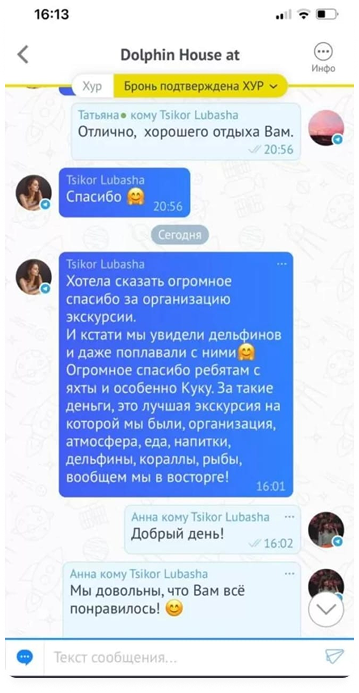 16:13
Dolphin House at
Инфо
Хур Бронь подтверждена ХУР
Татьяна кому Tsikor Lubasha
Отлично, хорошего отдыха Вам.
20:56
Tsikor Lubasha
Спасибо 🤗
20:56
Сегодня
Tsikor Lubasha
Хотела сказать огромное
спасибо за организацию
экскурсии.
И кстати мы увидели дельфинов
и даже поплавали с ними🤗
Огромное спасибо ребятам с
яхты и особенно Куку. За такие
деньги, это лучшая экскурсия на
которой мы были, организация,
атмосфера, еда, напитки,
дельфины, кораллы, рыбы,
вообщем мы в восторге!
16:01
Анна кому Tsikor Lubasha
Добрый день!
16:02
Анна кому Tsikor Lubasha
Мы довольны, что Вам всё
понравилось! 😊
Текст сообщения...